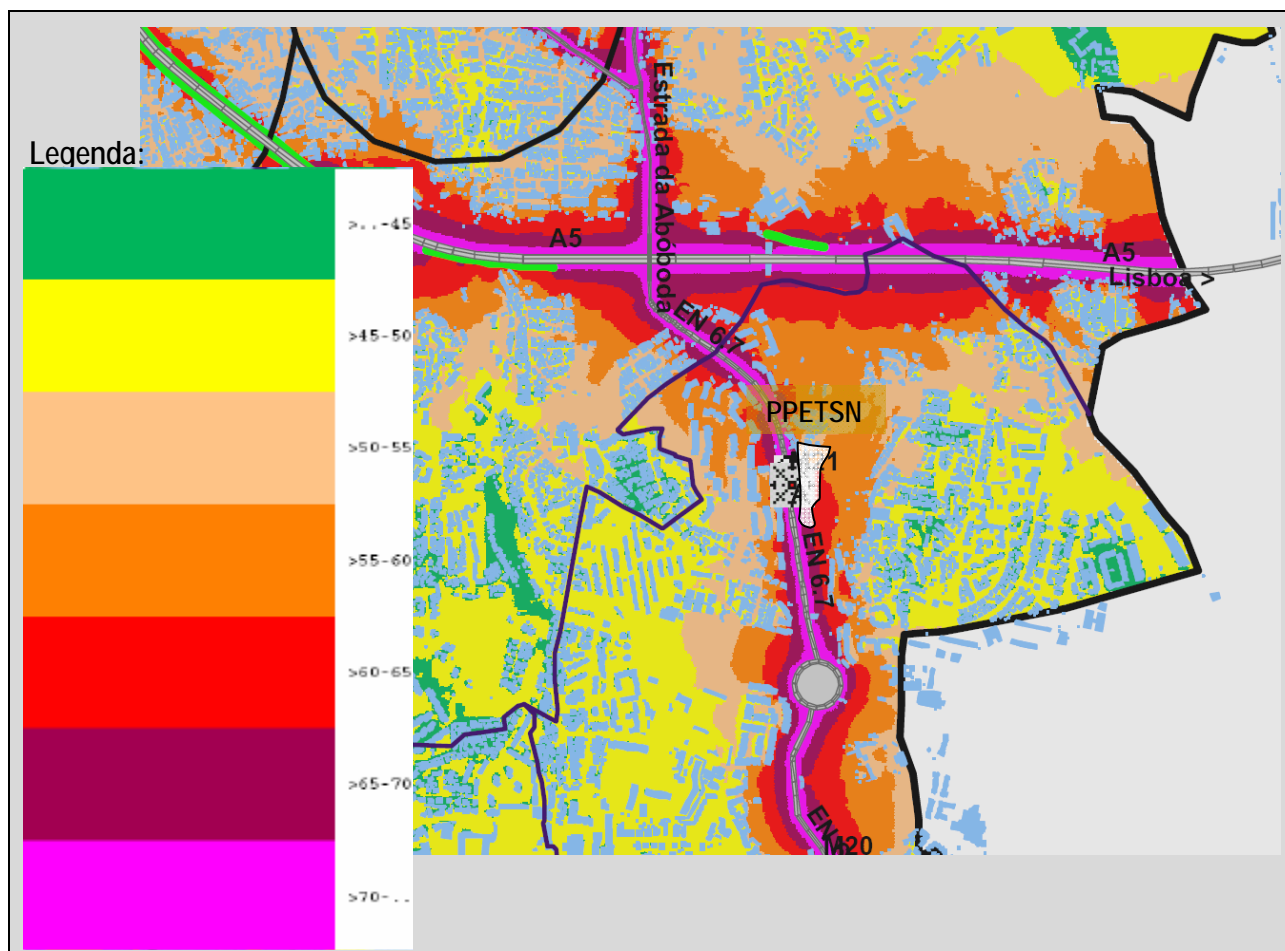 Legenda:
>..-45
>45-50
>50-55
>55-60
>60-65
>65-70
>70-..
Estrada da Abóboda
A5
A5
Lisboa >
EN 6.7
PPETSN
EN 6.7
M20